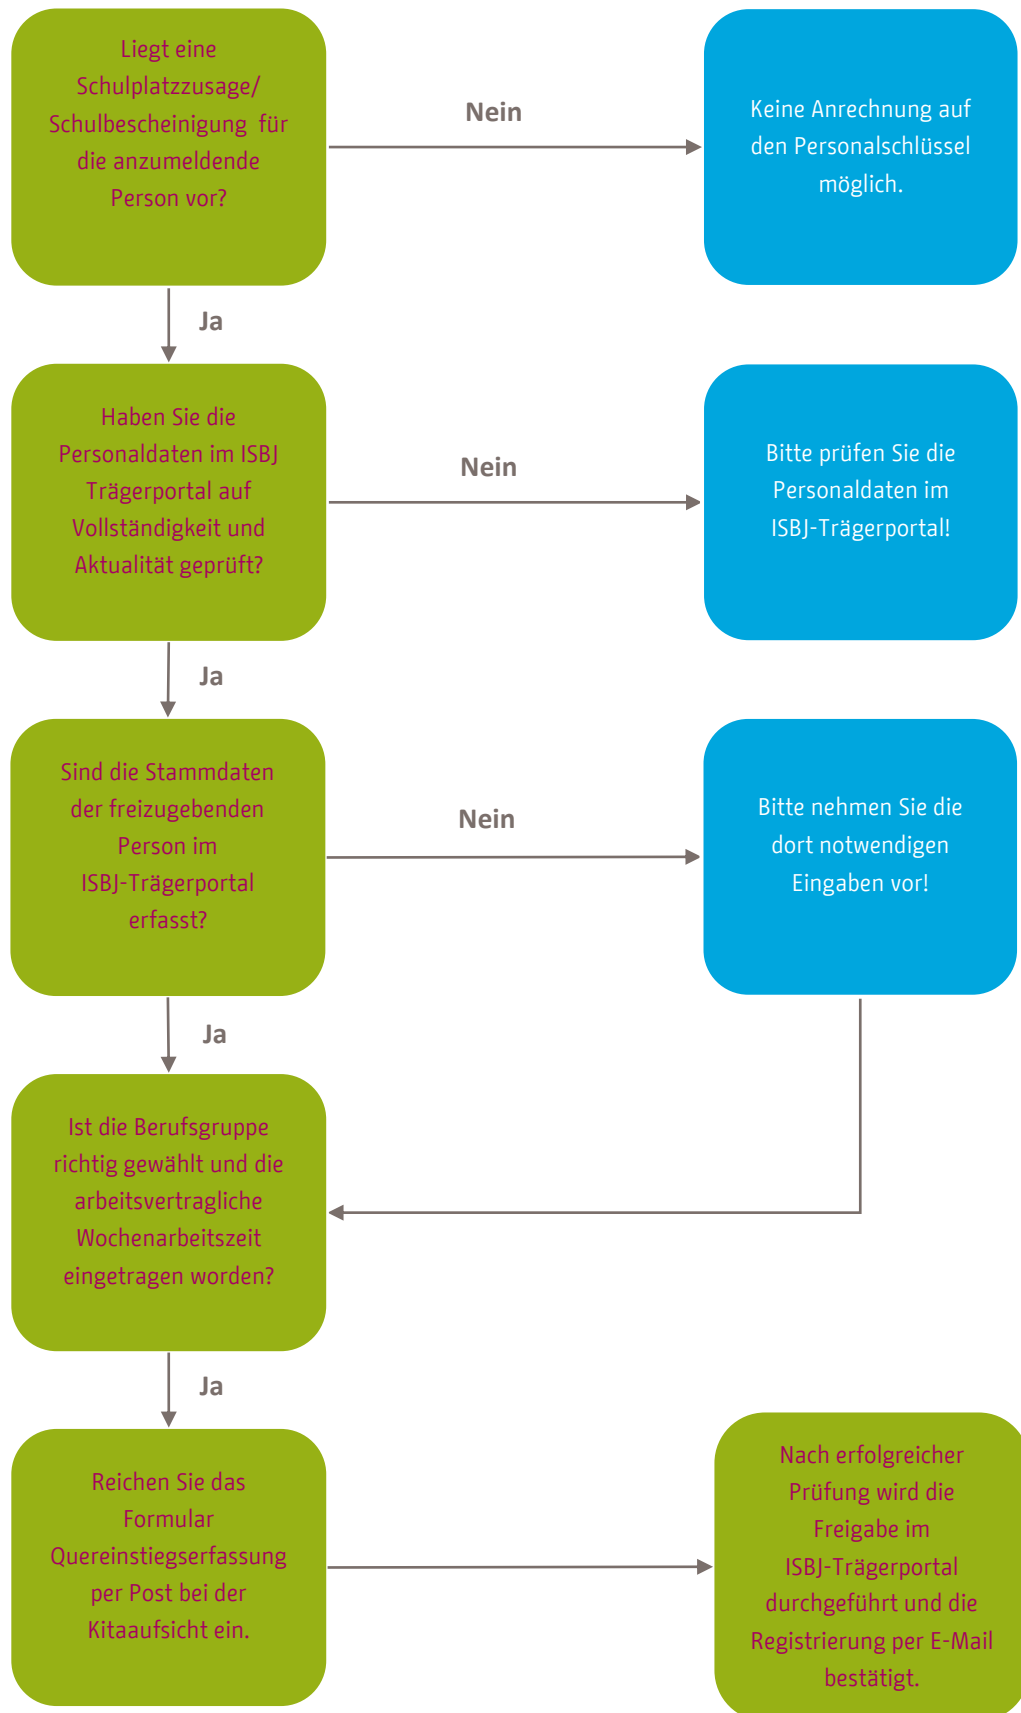 Liegt eine
Schulplatzzusage/
Schulbescheinigung für
die anzumeldende
Person vor?
Nein
Keine Anrechnung auf
den Personalschlüssel
möglich.
Ja
Haben Sie die
Personaldaten im ISBJ
Trägerportal auf
Vollständigkeit und
Aktualität geprüft?
Nein
Bitte prüfen Sie die
Personaldaten im
ISBJ-Trägerportal!
Ja
Sind die Stammdaten
der freizugebenden
Person im
ISBJ-Trägerportal
erfasst?
Nein
Bitte nehmen Sie die
dort notwendigen
Eingaben vor!
Ja
Ist die Berufsgruppe
richtig gewählt und die
arbeitsvertragliche
Wochenarbeitszeit
eingetragen worden?
Ja
Reichen Sie das
Formular
Quereinstiegserfassung
per Post bei der
Kitaaufsicht ein.
Nach erfolgreicher
Prüfung wird die
Freigabe im
ISBJ-Trägerportal
durchgeführt und die
Registrierung per E-Mail
bestätigt.